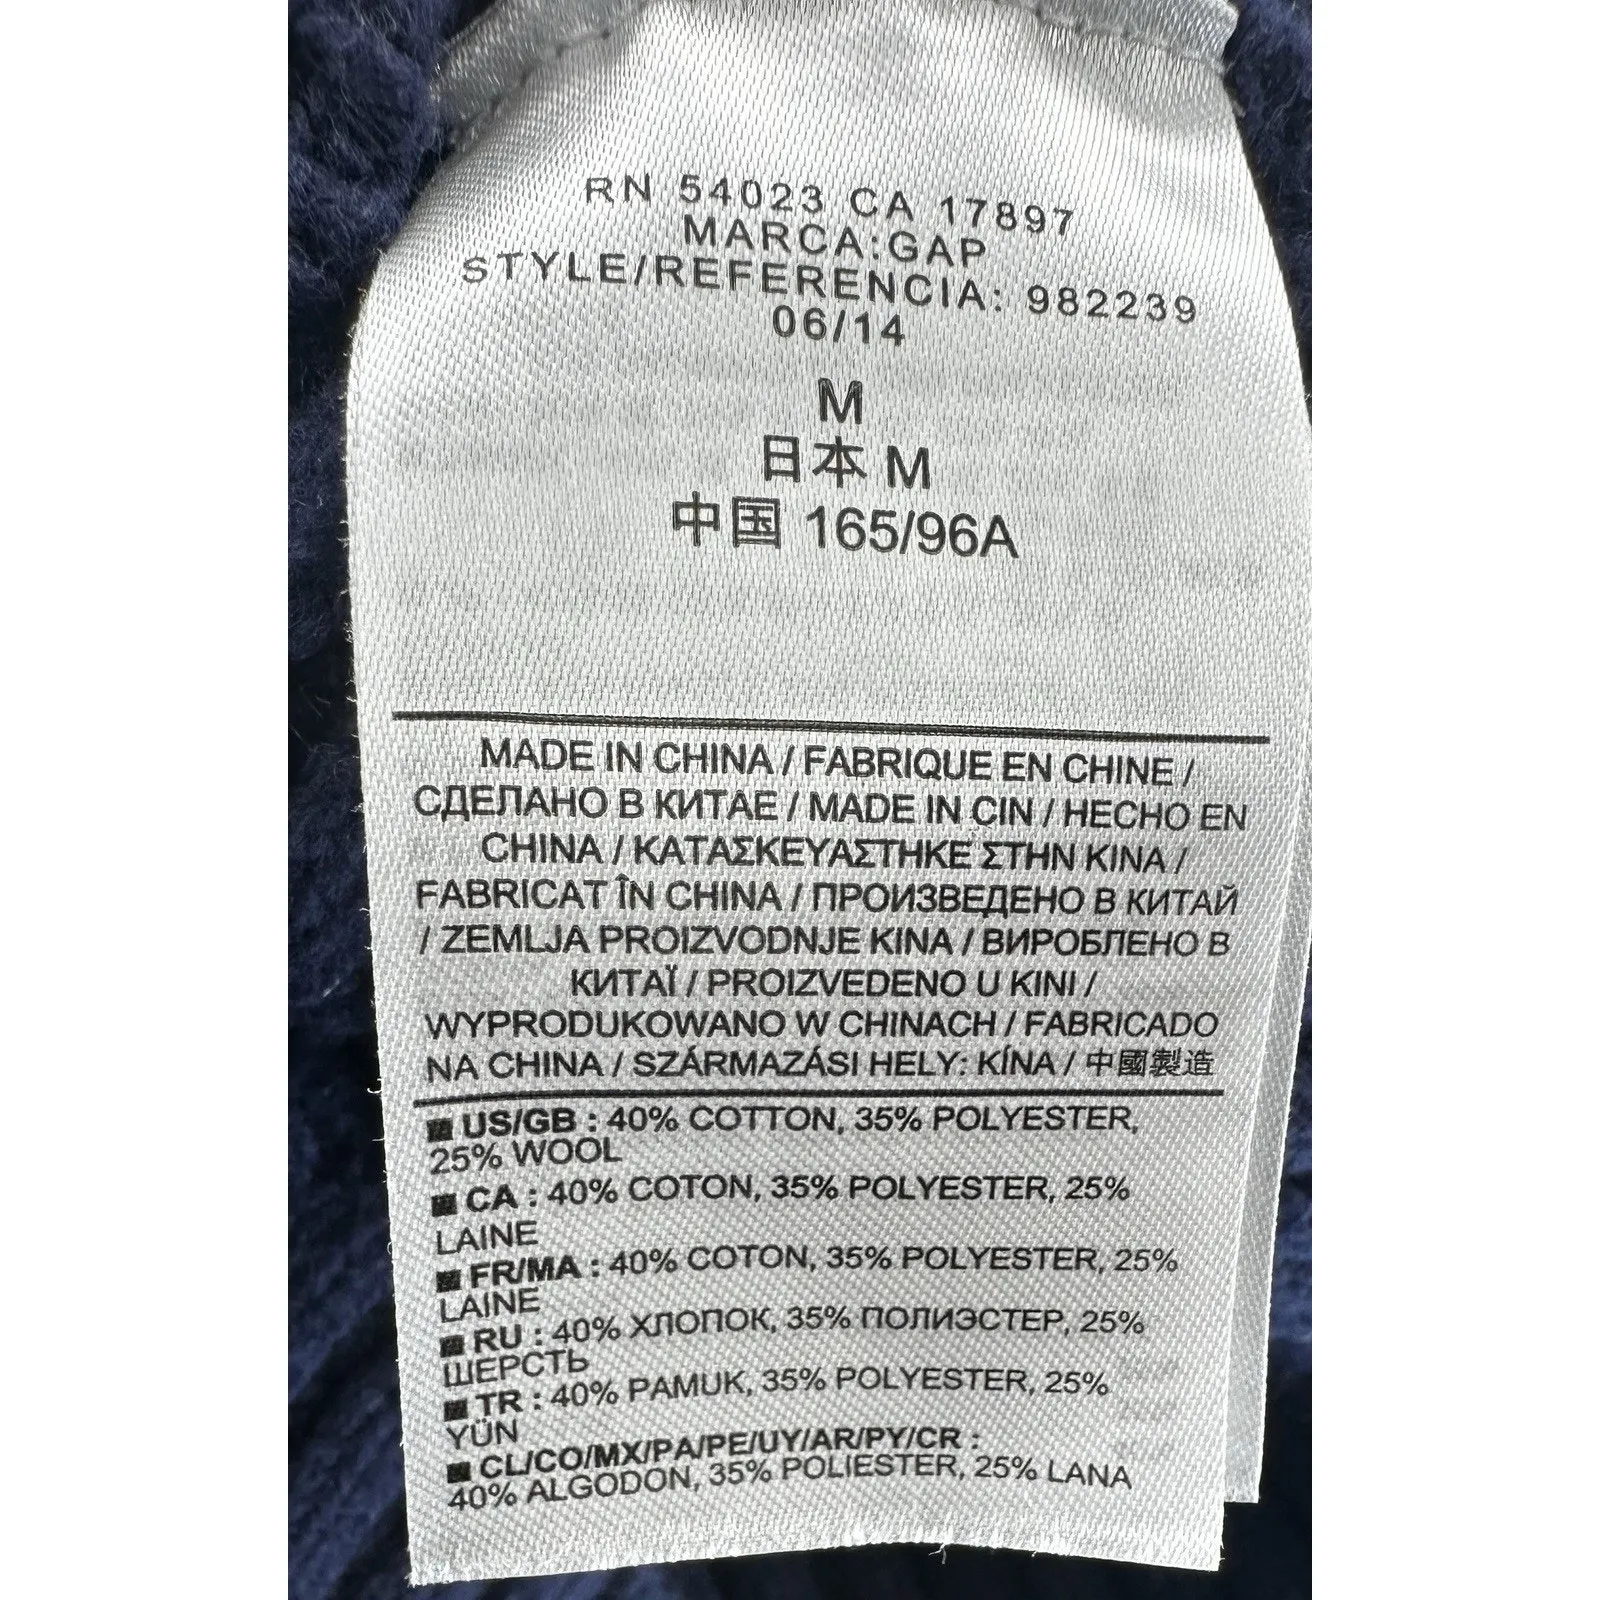 RN 54023 CA 17897
MARCA:GAP
STYLE/REFERENCIA: 982239
06/14
M
日本 M
中国 165/96A
MADE IN CHINA / FABRIQUE EN CHINE /
СДЕЛАНО В КИТАЕ / MADE IN CIN / HECHO EN
CHINA / ΚΑΤΑΣΚΕΥΑΣΤΗΚΕ ΣΤΗΝ ΚΙΝΑ /
FABRICAT ÎN CHINA / ПРОИЗВЕДЕНО В КИТАЙ
/ ZEMLJA PROIZVODNJE KINA / ВИРОБЛЕНО В
КИТАЇ / PROIZVEDENO U KINI /
WYPRODUKOWANO W CHINACH / FABRICADO
NA CHINA / SZÁRMAZÁSI HELY: KÍNA / 中國製造
■ US/GB : 40% COTTON, 35% POLYESTER,
25% WOOL
■ CA : 40% COTON, 35% POLYESTER, 25%
LAINE
■ FR/MA : 40% COTON, 35% POLYESTER, 25%
LAINE
■ RU : 40% ХЛОПОК, 35% ПОЛИЭСТЕР, 25%
ШЕРСТЬ
■ TR : 40% PAMUK, 35% POLYESTER, 25%
YÜN
■ CL/CO/MX/PA/PE/UY/AR/PY/CR :
40% ALGODON, 35% POLIESTER, 25% LANA